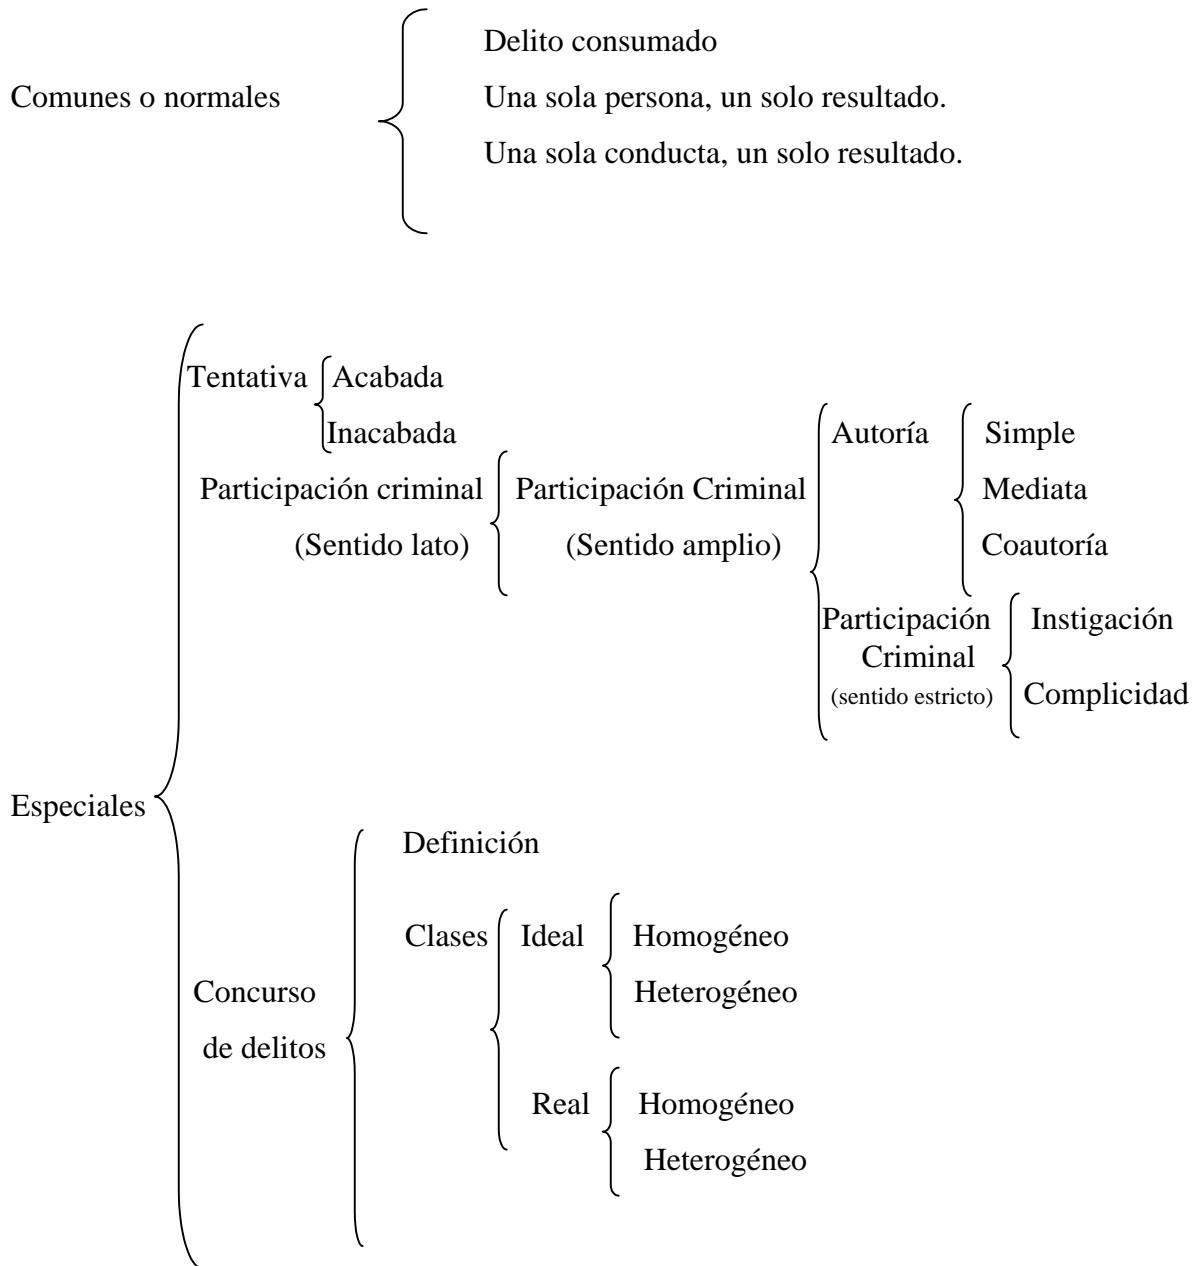 Delito consumado
Comunes o normales
Una sola persona, un solo resultado.
Una sola conducta, un solo resultado.
Tentativa
Acabada
Inacabada
Participación criminal
(Sentido lato)
Participación Criminal
(Sentido amplio)
Autoría
Simple
Mediata
Coautoría
Participación
Criminal
(sentido estricto)
Instigación
Complicidad
Especiales
Definición
Clases
Ideal
Homogéneo
Heterogéneo
Concurso
de delitos
Real
Homogéneo
Heterogéneo